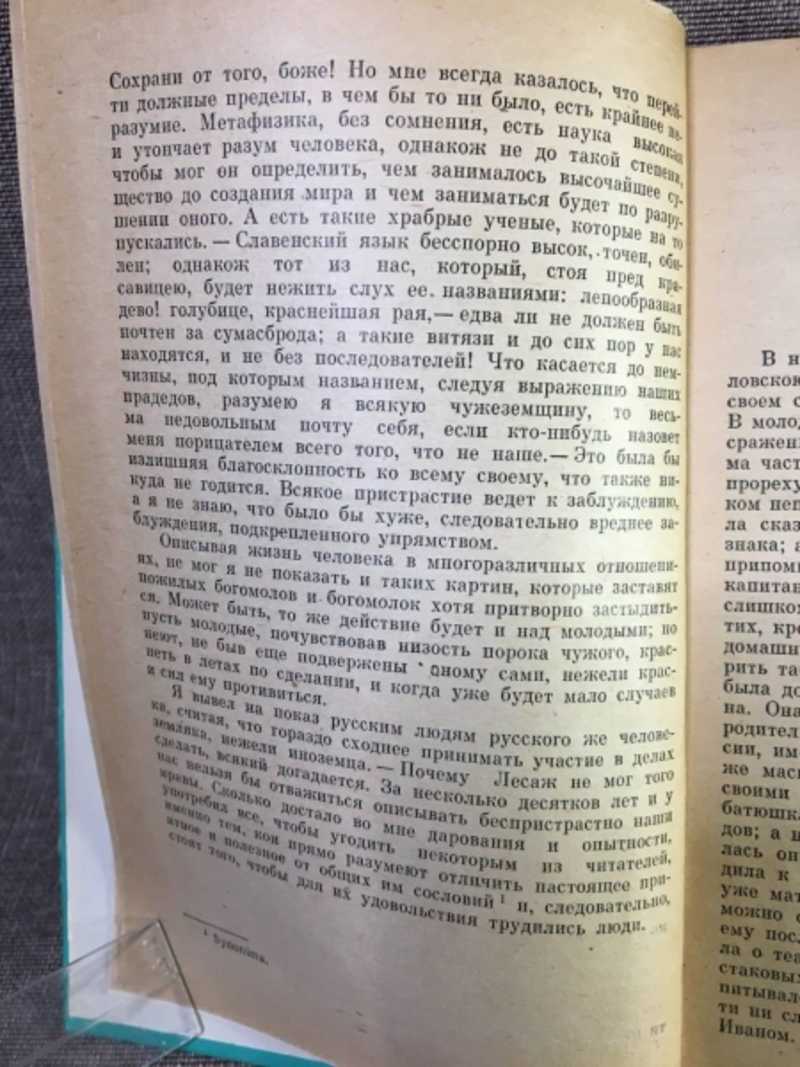 Сохрани от того, боже! Но мне всегда казалось, что перей-
ти должные пределы, в чем бы то ни было, есть крайнее не-
разумие. Метафизика, без сомнения, есть наука высокая
и утончает разум человека, однакож не до такой степени,
чтобы мог он определить, чем занималось высочайшее су-
щество до создания мира и чем заниматься будет по разру-
шении оного. А есть такие храбрые ученые, которые на то
пускались. — Славенский язык бесспорно высок, точен, оби-
лен; однакож тот из нас, который, стоя пред кра-
савицею, будет нежить слух ее названиями: лепообразная
дево! голубице, краснейшая рая, — едва ли не должен быть
почтен за сумасброда; а такие витязи и до сих пор у нас
находятся, и не без последователей! Что касается до нем-
чизны, под которым названием, следуя выражению наших
прадедов, разумею я всякую чужеземщину, то весь-
ма недовольным почту себя, если кто-нибудь назовет
меня порицателем всего того, что не наше. — Это была бы
излишняя благосклонность ко всему своему, что также ни-
куда не годится. Всякое пристрастие ведет к заблуждению,
а я не знаю, что было бы хуже, следовательно вреднее за-
блуждения, подкрепленного упрямством.
Описывая жизнь человека в многоразличных отношени-
ях, не мог я не показать и таких картин, которые заставят
пожилых богомолов и богомолок хотя притворно застыдить-
ся. Может быть, то же действие будет и над молодыми; но
пусть молодые, почувствовав низость порока чужого, крас-
неют, не быв еще подвержены оному сами, нежели крас-
неть в летах по сделании, и когда уже будет мало случаев
и сил ему противиться.
Я вывел на показ русским людям русского же челове-
ка, считая, что гораздо сходнее принимать участие в делах
земляка, нежели иноземца. — Почему Лесаж не мог того
сделать, всякий догадается. За несколько десятков лет и у
нас нельзя бы отважиться описывать беспристрастно наши
нравы. Сколько достало во мне дарования и опытности,
употребил все, чтобы угодить некоторым из читателей,
именно тем, кои прямо разумеют отличить настоящее при-
ятное и полезное от общих им сословий ¹ и, следовательно,
стоят того, чтобы для их удовольствия трудились люди.
В н
ловскою
своем с
В молод
сражени
ма част
прореху
ком неп
ла сказ
знака; а
припоми
капитан
слишко
тих, кро
домашн
рить та
была до
на. Она
родител
сии, им
же мас
своими
батюшк
дов; а н
лась он
дила к
уже мат
можно с
ему посл
ла о теа
стаковых
питывал
ти ни сл
Иваном.